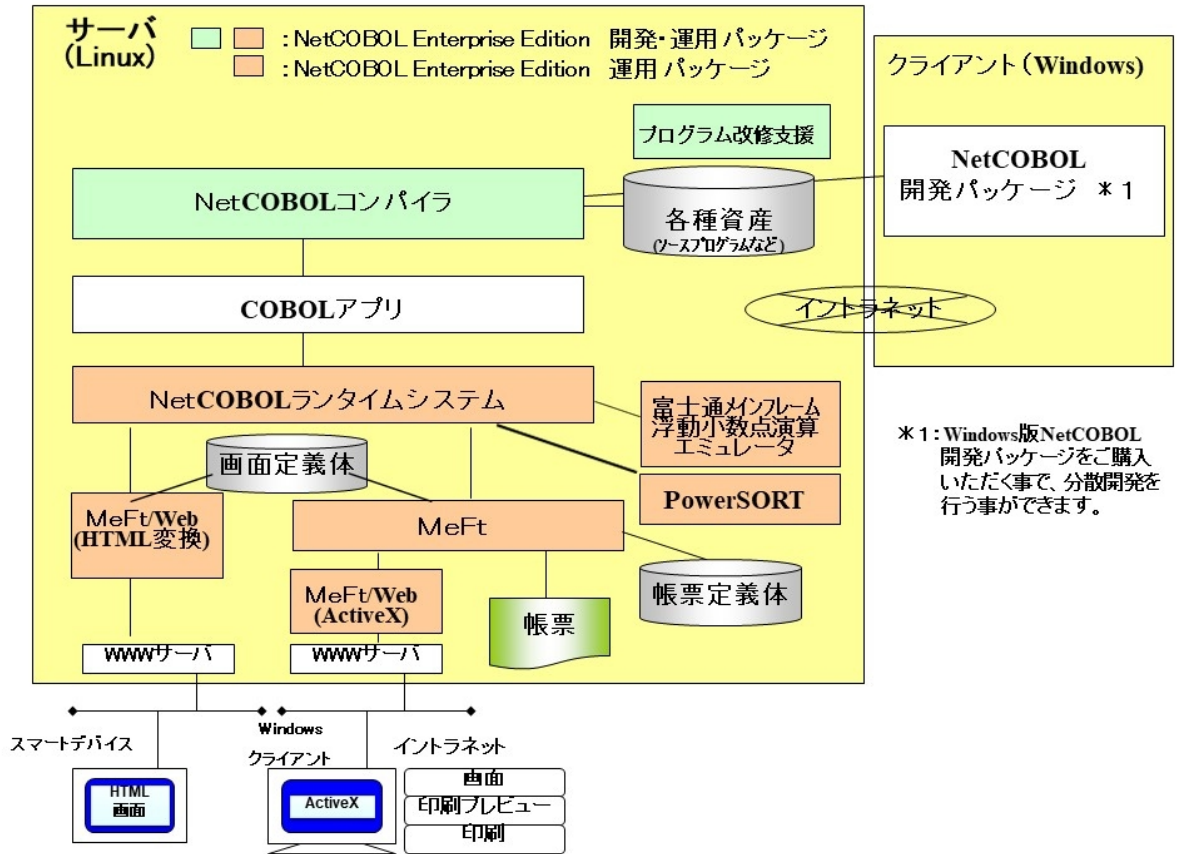 サーバ
(Linux)
：NetCOBOL Enterprise Edition 開発・運用 パッケージ
：NetCOBOL Enterprise Edition 運用 パッケージ
クライアント（Windows)
プログラム改修支援
NetCOBOL
開発パッケージ ＊１
NetCOBOLコンパイラ
各種資産
(ソースプログラムなど)
COBOLアプリ
イントラネット
NetCOBOLランタイムシステム
富士通メインフレーム
浮動小数点演算
エミュレータ
＊１：Windows版NetCOBOL
開発パッケージをご購入
いただく事で、分散開発を
行う事ができます。
画面定義体
PowerSORT
MeFt/Web
(HTML変換)
MeFt
MeFt/Web
(ActiveX)
帳票
帳票定義体
WWWサーバ
WWWサーバ
スマートデバイス
Windows
クライアント
イントラネット
HTML
画面
ActiveX
画面
印刷プレビュー
印刷